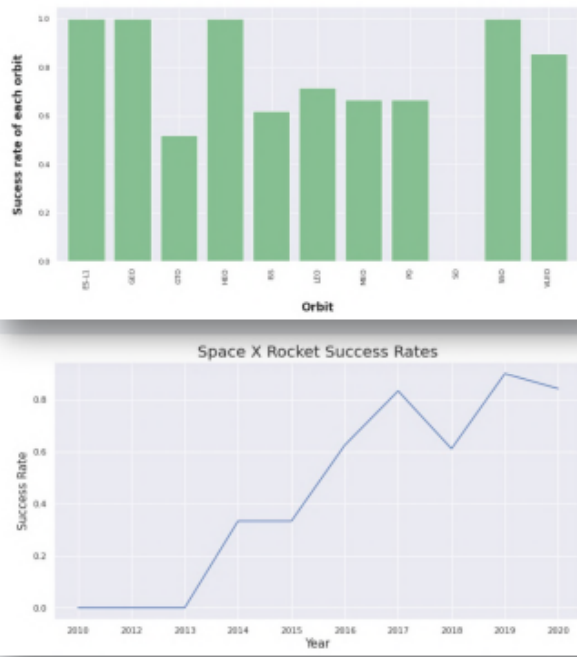 1.0
0.8
0.6
0.4
0.2
0.0
Sucess rate of each orbit
ES-L1 GEO GTO HEO ISS LEO MEO PO SO SSO VLEO
Orbit
Space X Rocket Success Rates
0.8
0.6
0.4
0.2
0.0
Success Rate
2010 2012 2013 2014 2015 2016 2017 2018 2019 2020
Year